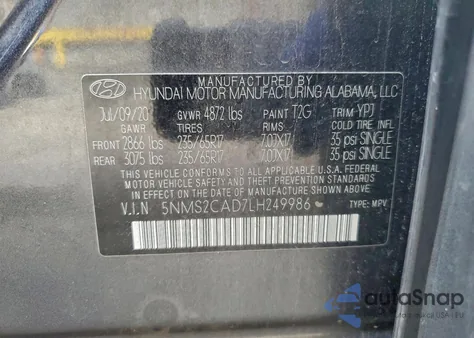 MANUFACTURED BY
HYUNDAI MOTOR MANUFACTURING ALABAMA, LLC
Jul/09/20 GVWR 4872 lbs PAINT T2G TRIM YPJ
GAWR TIRES RIMS COLD TIRE INFL
FRONT 2866 lbs 235/65R17 7.0JX17 35 psi SINGLE
REAR 3075 lbs 235/65R17 7.0JX17 35 psi SINGLE
THIS VEHICLE CONFORMS TO ALL APPLICABLE FEDERAL
MOTOR VEHICLE SAFETY, BUMPER, AND THEFT PREVENTION STANDARDS
IN EFFECT ON THE DATE OF MANUFACTURE SHOWN ABOVE.
V.I.N 5NMS2CAD7LH249986 TYPE: MPV
autoSnap